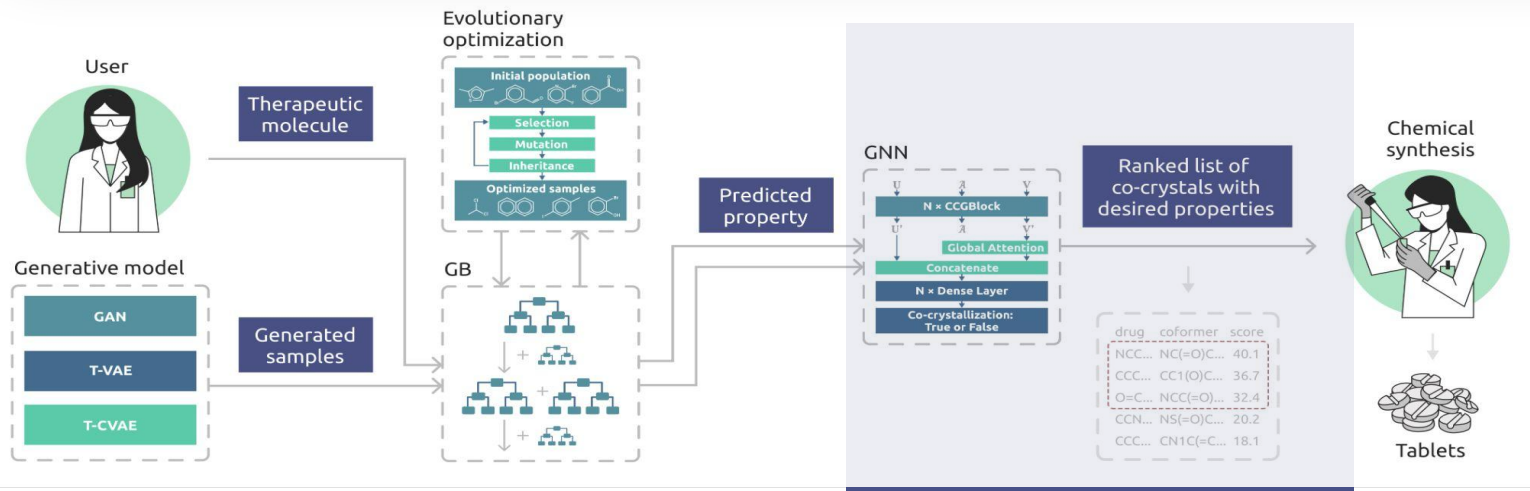 User
Therapeutic
molecule
Generative model
GAN
T-VAE
T-CVAE
Generated
samples
Evolutionary
optimization
Initial population
Selection
Mutation
Inheritance
Optimized samples
GB
+
+
+
Predicted
property
GNN
U A V
N × CCGBlock
U' A V'
Global Attention
Concatenate
N × Dense Layer
Co-crystallization:
True or False
Ranked list of
co-crystals with
desired properties
drug coformer score
NCC... NC(=O)C... 40.1
CCC... CC1(O)C... 36.7
O=C... NCC(=O)... 32.4
CCN... NS(=O)C... 20.2
CCC... CN1C(=C... 18.1
Chemical
synthesis
Tablets